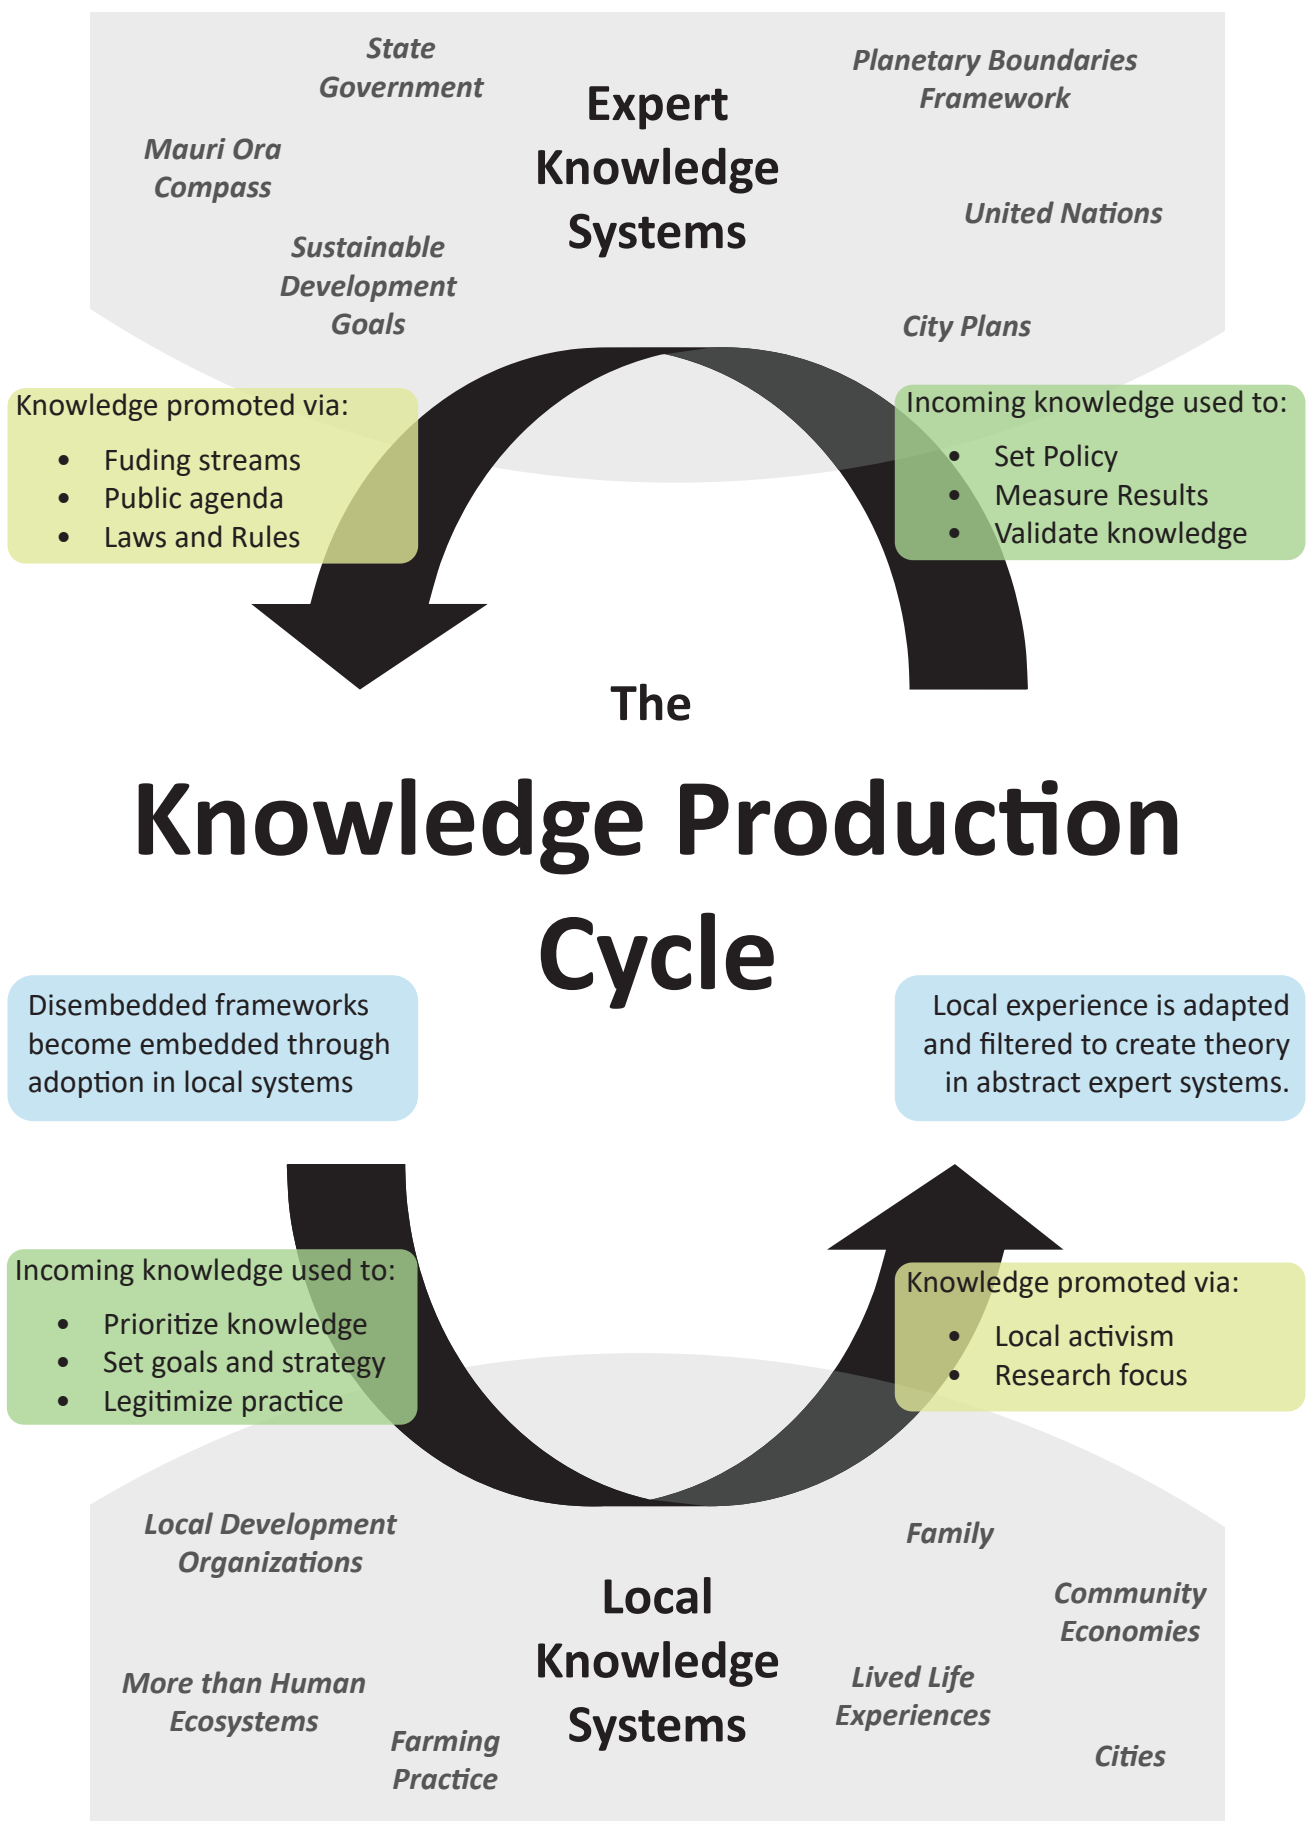 State
Government
Planetary Boundaries
Framework
Expert
Knowledge
Systems
Mauri Ora
Compass
United Nations
Sustainable
Development
Goals
City Plans
Knowledge promoted via:
• Fuding streams
• Public agenda
• Laws and Rules
Incoming knowledge used to:
• Set Policy
• Measure Results
• Validate knowledge
The
Knowledge Production
Cycle
Disembedded frameworks
become embedded through
adoption in local systems
Local experience is adapted
and filtered to create theory
in abstract expert systems.
Incoming knowledge used to:
• Prioritize knowledge
• Set goals and strategy
• Legitimize practice
Knowledge promoted via:
• Local activism
• Research focus
Local Development
Organizations
Family
Local
Knowledge
Systems
Community
Economies
More than Human
Ecosystems
Lived Life
Experiences
Farming
Practice
Cities